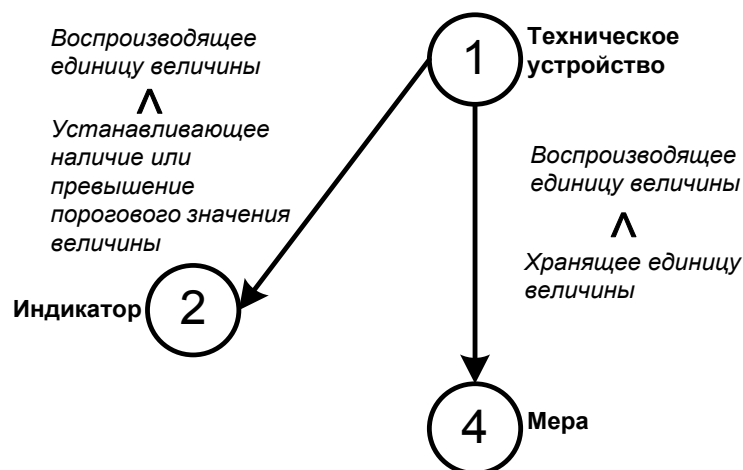 Воспроизводящее
единицу величины
Λ
Устанавливающее
наличие или
превышение
порогового значения
величины
1
Техническое
устройство
Воспроизводящее
единицу величины
Λ
Хранящее единицу
величины
Индикатор
2
4
Мера